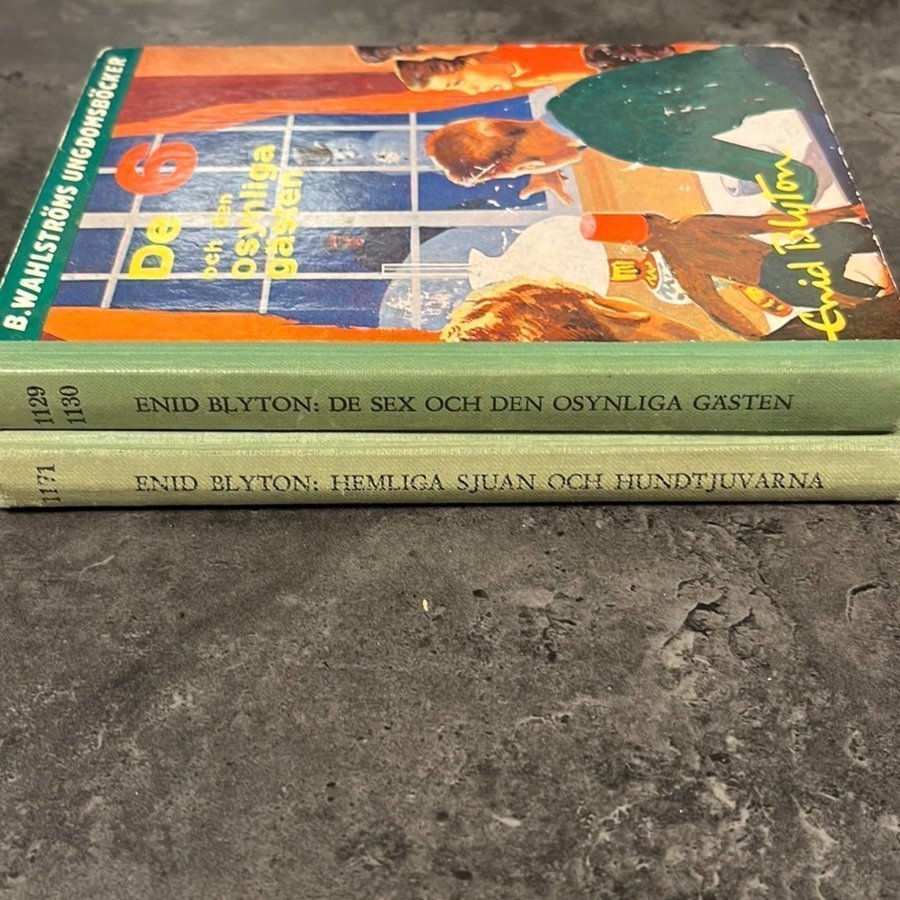 B. WAHLSTRÖMS UNGDOMSBÖCKER
De 6
och den
osynliga
gästen
Enid Blyton
1129
1130
ENID BLYTON: DE SEX OCH DEN OSYNLIGA GÄSTEN
1171
ENID BLYTON: HEMLIGA SJUAN OCH HUNDTJUVARNA